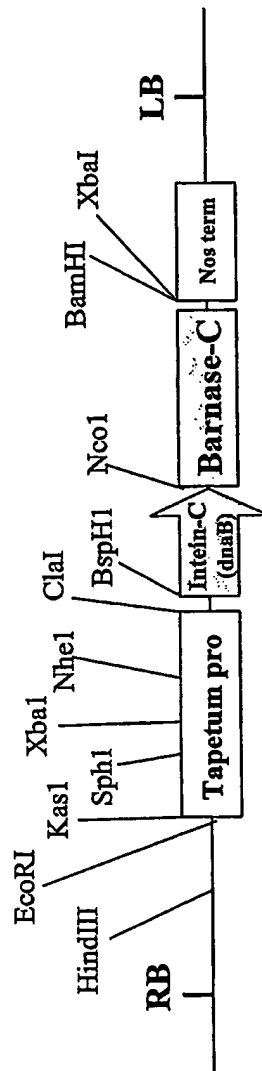 RB
HindIII
EcoRI
Kas1
Sph1
Xba1
Nhe1
ClaI
BspH1
Nco1
BamHI
XbaI
LB
Tapetum pro
Intein-C
(dnaB)
Barnase-C
Nos term